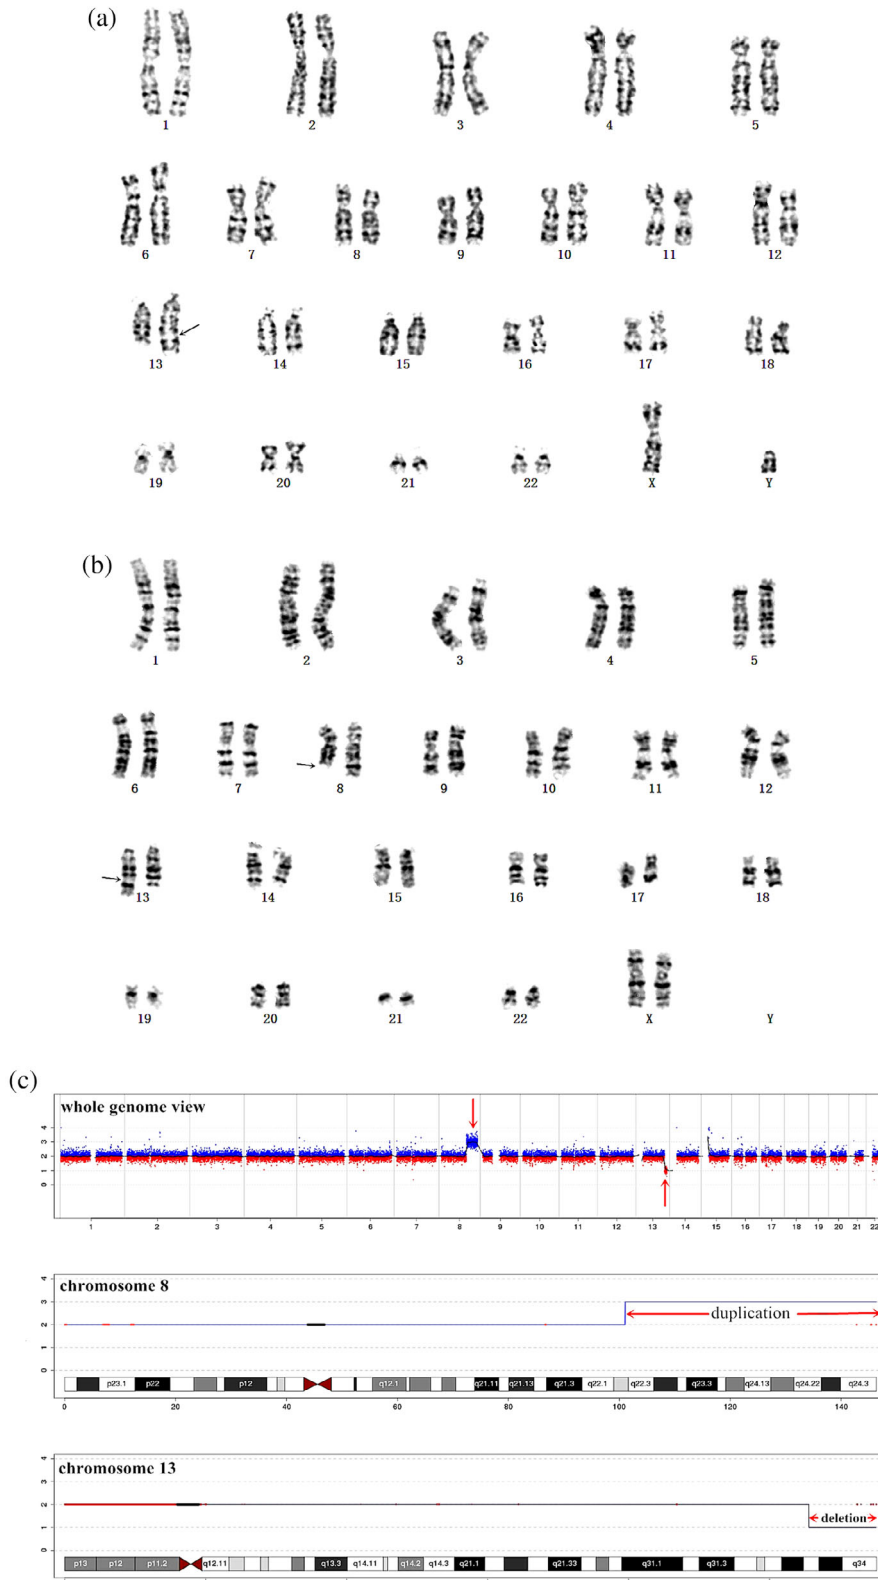 (a)
1 2 3 4 5
6 7 8 9 10 11 12
13 14 15 16 17 18
19 20 21 22 X Y
(b)
1 2 3 4 5
6 7 8 9 10 11 12
13 14 15 16 17 18
19 20 21 22 X Y
(c)
whole genome view
4
3
2
1
0
1 2 3 4 5 6 7 8 9 10 11 12 13 14 15 16 17 18 19 20 21 22
chromosome 8
4
3
duplication
2
1
0
p23.1 p22 p12 q12.1 q21.11 q21.13 q21.3 q22.1 q22.3 q23.3 q24.13 q24.22 q24.3
0 20 40 60 80 100 120 140
chromosome 13
4
3
2
deletion
1
0
p13 p12 p11.2 q12.11 q13.3 q14.11 q14.2 q14.3 q21.1 q21.33 q31.1 q31.3 q34